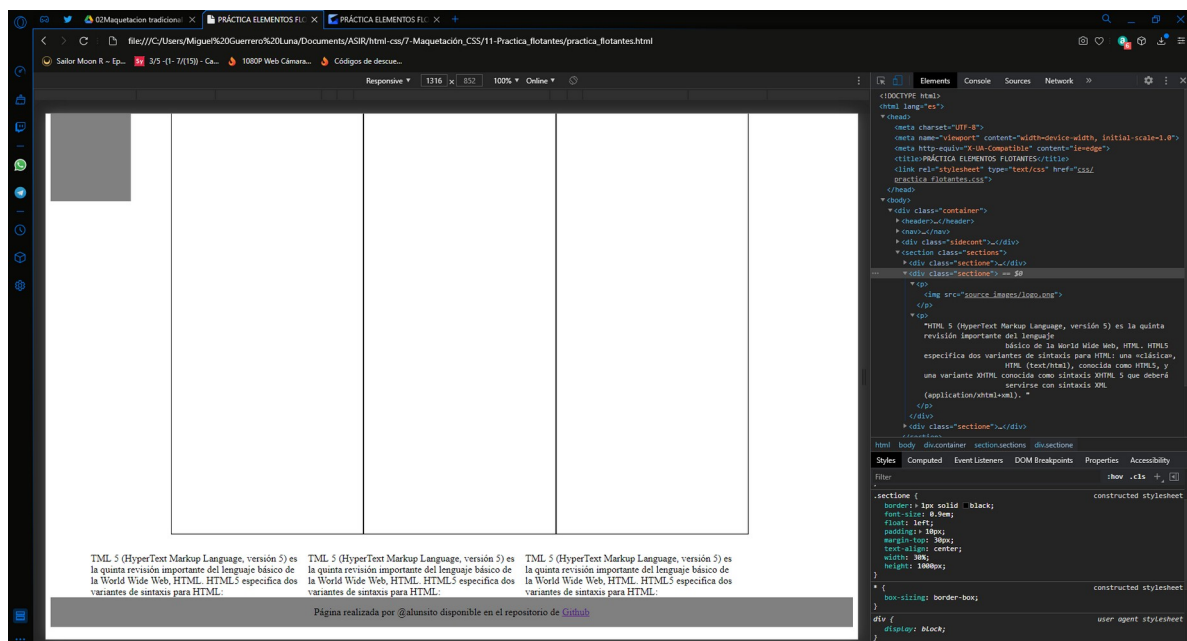 02Maquetacion tradicional
PRÁCTICA ELEMENTOS FLO
PRÁCTICA ELEMENTOS FLO
file:///C:/Users/Miguel%20Guerrero%20Luna/Documents/ASIR/html-css/7-Maquetación_CSS/11-Practica_flotantes/practica_flotantes.html
Sailor Moon R – Ep...
Sy
3/5 -(1- 7/(15)) - Ca...
1080P Web Cámara...
Códigos de descue...
Responsive ▼ 1316 x 852 100% ▼ Online ▼
Elements Console Sources Network »
<!DOCTYPE html>
<html lang="es">
▼<head>
<meta charset="UTF-8">
<meta name="viewport" content="width=device-width, initial-scale=1.0">
<meta http-equiv="X-UA-Compatible" content="ie=edge">
<title>PRÁCTICA ELEMENTOS FLOTANTES</title>
<link rel="stylesheet" type="text/css" href="css/
practica_flotantes.css">
</head>
▼<body>
▼<div class="container">
▶<header>…</header>
▶<nav>…</nav>
▶<div class="sidecont">…</div>
▼<section class="sections">
▶<div class="sectione">…</div>
▼<div class="sectione"> == $0
▼<p>
<img src="source_images/logo.png">
</p>
▼<p>
"HTML 5 (HyperText Markup Language, versión 5) es la quinta
revisión importante del lenguaje
básico de la World Wide Web, HTML. HTML5
especifica dos variantes de sintaxis para HTML: una «clásica»,
HTML (text/html), conocida como HTML5, y
una variante XHTML conocida como sintaxis XHTML 5 que deberá
servirse con sintaxis XML
(application/xhtml+xml). "
</p>
</div>
▶<div class="sectione">…</div>
</section>
html body div.container section.sections div.sectione
Styles Computed Event Listeners DOM Breakpoints Properties Accessibility
Filter :hov .cls +
.sectione { constructed stylesheet
border:▶ 1px solid black;
font-size: 0.9em;
float: left;
padding:▶ 10px;
margin-top: 30px;
text-align: center;
width: 30%;
height: 1000px;
}
* { constructed stylesheet
box-sizing: border-box;
}
div { user agent stylesheet
display: block;
}
TML 5 (HyperText Markup Language, versión 5) es
la quinta revisión importante del lenguaje básico de
la World Wide Web, HTML. HTML5 especifica dos
variantes de sintaxis para HTML:
TML 5 (HyperText Markup Language, versión 5) es
la quinta revisión importante del lenguaje básico de
la World Wide Web, HTML. HTML5 especifica dos
variantes de sintaxis para HTML:
TML 5 (HyperText Markup Language, versión 5) es
la quinta revisión importante del lenguaje básico de
la World Wide Web, HTML. HTML5 especifica dos
variantes de sintaxis para HTML:
Página realizada por @alunsito disponible en el repositorio de Github